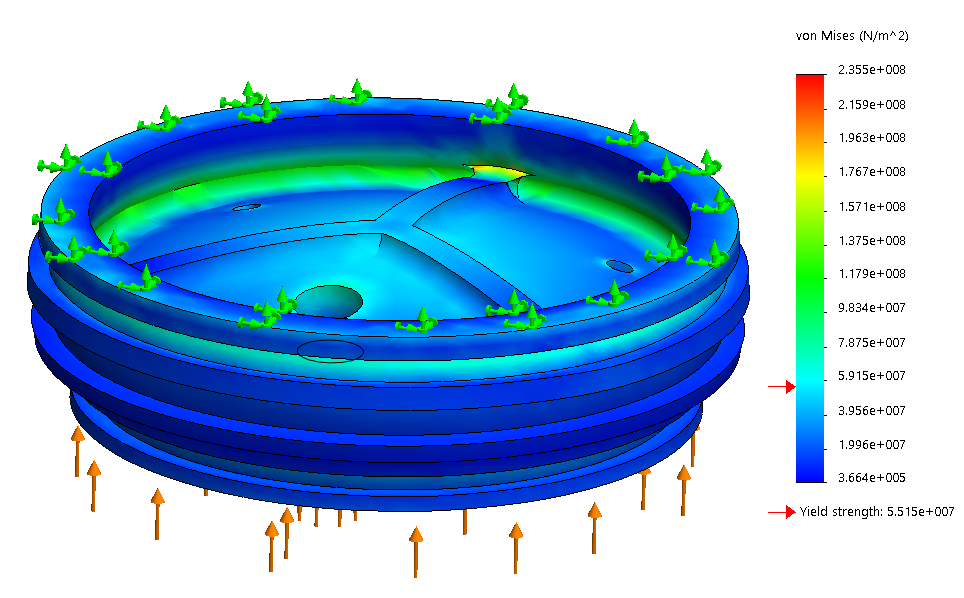 von Mises (N/m^2)
2.355e+008
2.159e+008
1.963e+008
1.767e+008
1.571e+008
1.375e+008
1.179e+008
9.834e+007
7.875e+007
5.915e+007
3.956e+007
1.996e+007
3.664e+005
Yield strength: 5.515e+007